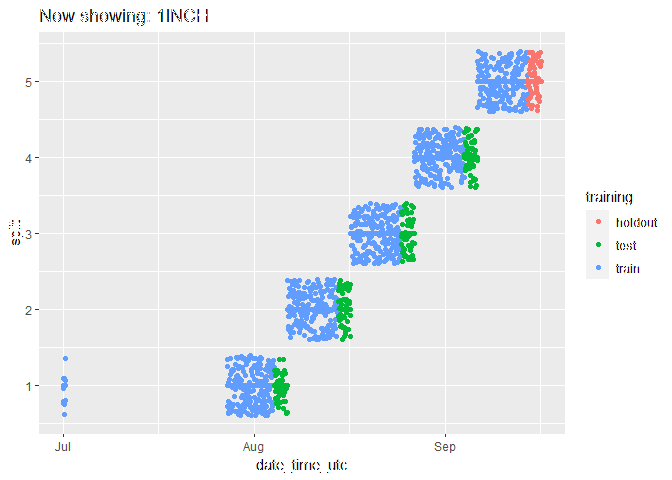 Now showing: 1INCH
5
4
3
2
1
split
Jul
Aug
Sep
date_time_utc
training
holdout
test
train